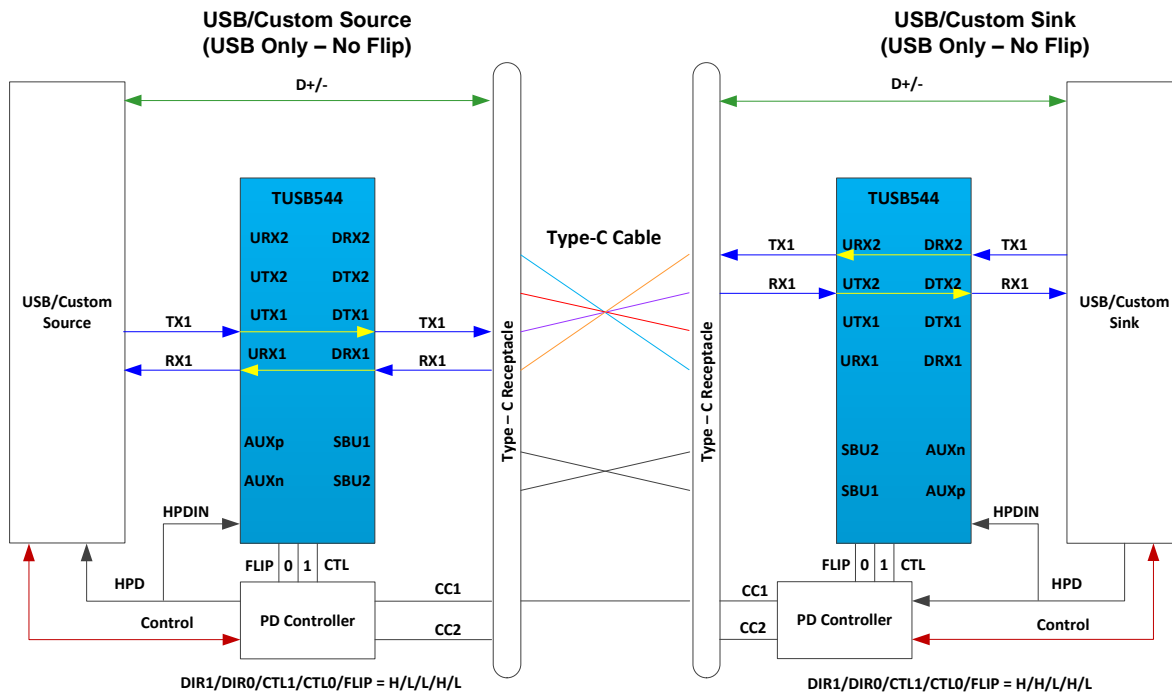 USB/Custom Source
(USB Only – No Flip)
USB/Custom Sink
(USB Only – No Flip)
D+/-
D+/-
TUSB544
URX2 DRX2
UTX2 DTX2
UTX1 DTX1
URX1 DRX1
AUXp SBU1
AUXn SBU2
USB/Custom
Source
TX1
RX1
TX1
RX1
HPDIN
FLIP 0 1 CTL
HPD
Control
PD Controller
CC1
CC2
Type – C Receptacle
Type-C Cable
Type – C Receptacle
TX1
RX1
TUSB544
URX2 DRX2
UTX2 DTX2
UTX1 DTX1
URX1 DRX1
SBU2 AUXn
SBU1 AUXp
TX1
RX1
USB/Custom
Sink
HPDIN
FLIP 0 1 CTL
HPD
Control
PD Controller
CC1
CC2
DIR1/DIR0/CTL1/CTL0/FLIP = H/L/L/H/L
DIR1/DIR0/CTL1/CTL0/FLIP = H/H/L/H/L